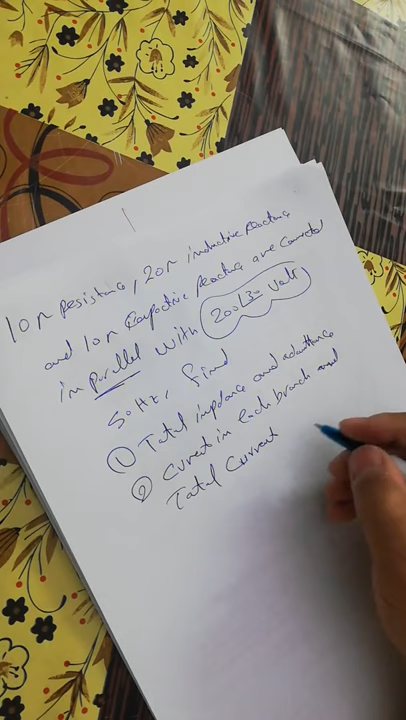 10Ω Resistance, 20Ω inductive reactance
and 10Ω Capacitive reactance are Connected
in Parallel with 200∠30 Volt
50Hz, find
① Total impedance and admittance
② Current in each branch and
Total Current